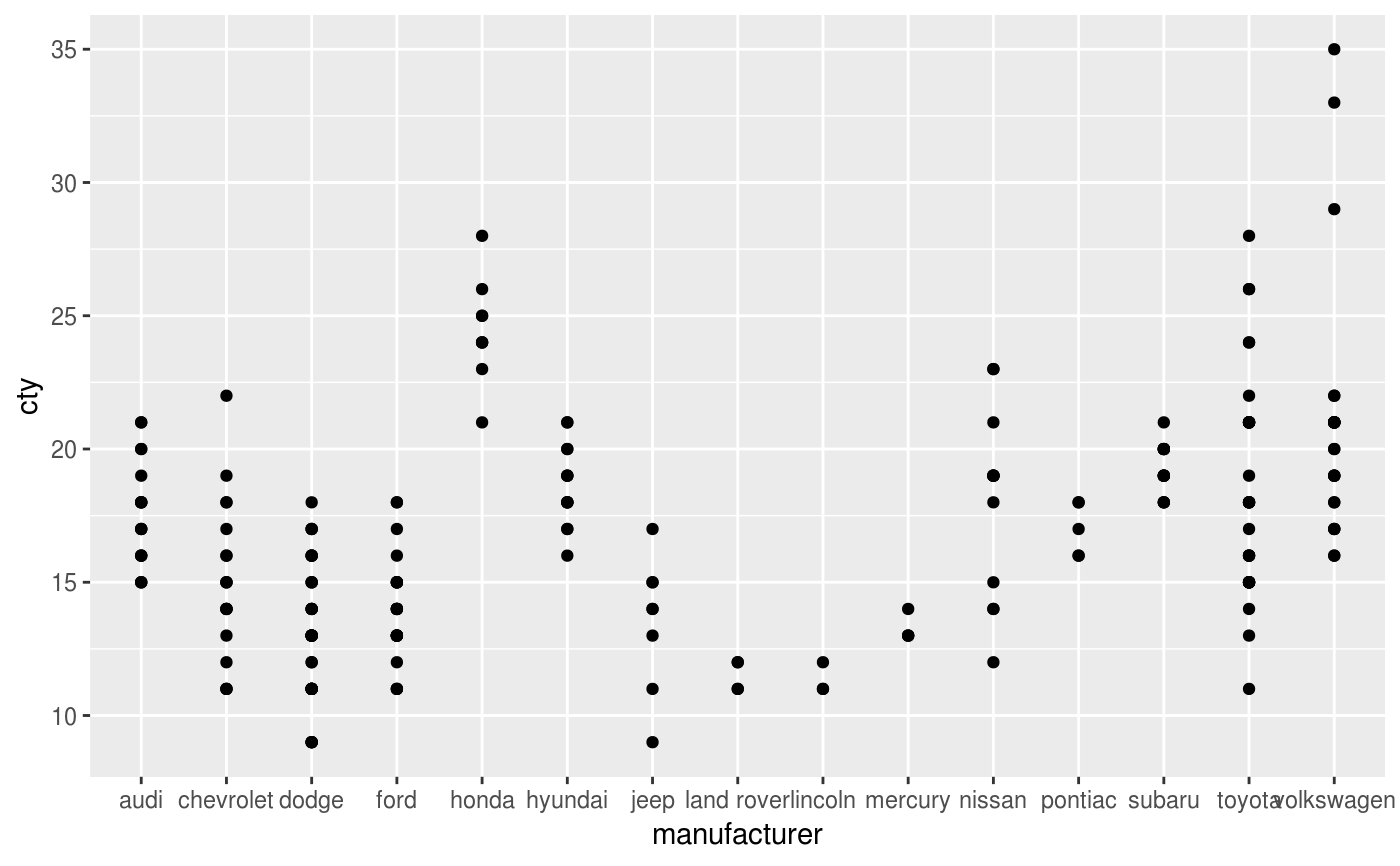 35
30
25
20
15
10
cty
audi chevrolet dodge ford honda hyundai jeep land rover lincoln mercury nissan pontiac subaru toyota volkswagen
manufacturer